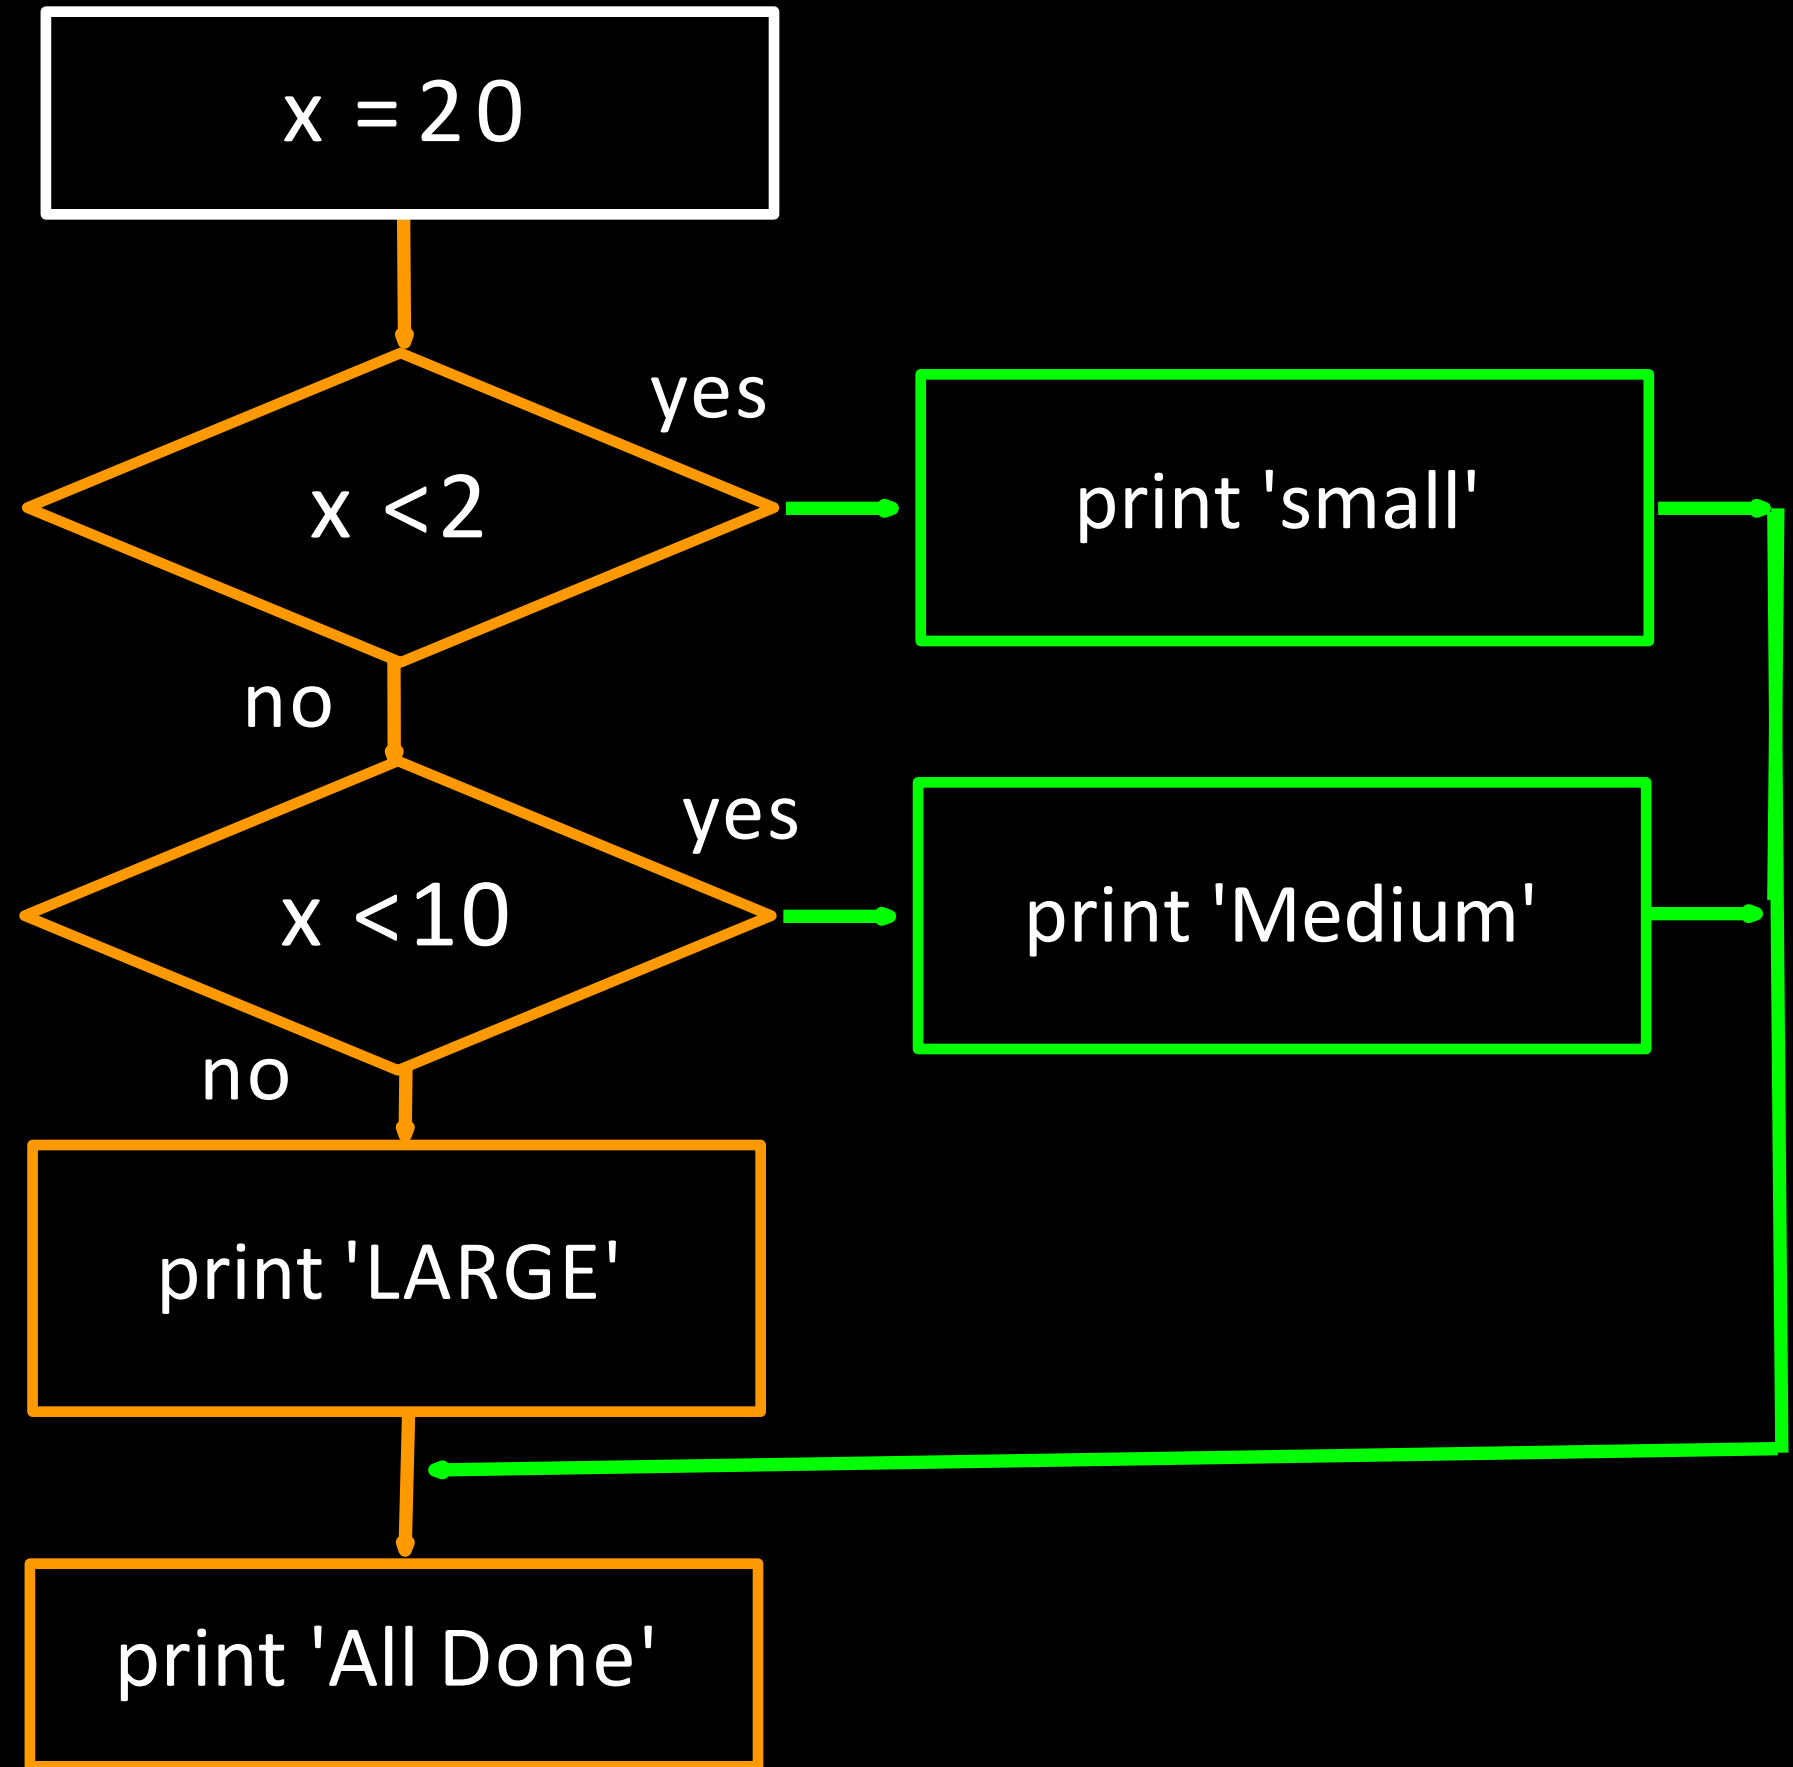 x = 20
yes
x < 2
print 'small'
no
yes
x < 10
print 'Medium'
no
print 'LARGE'
print 'All Done'